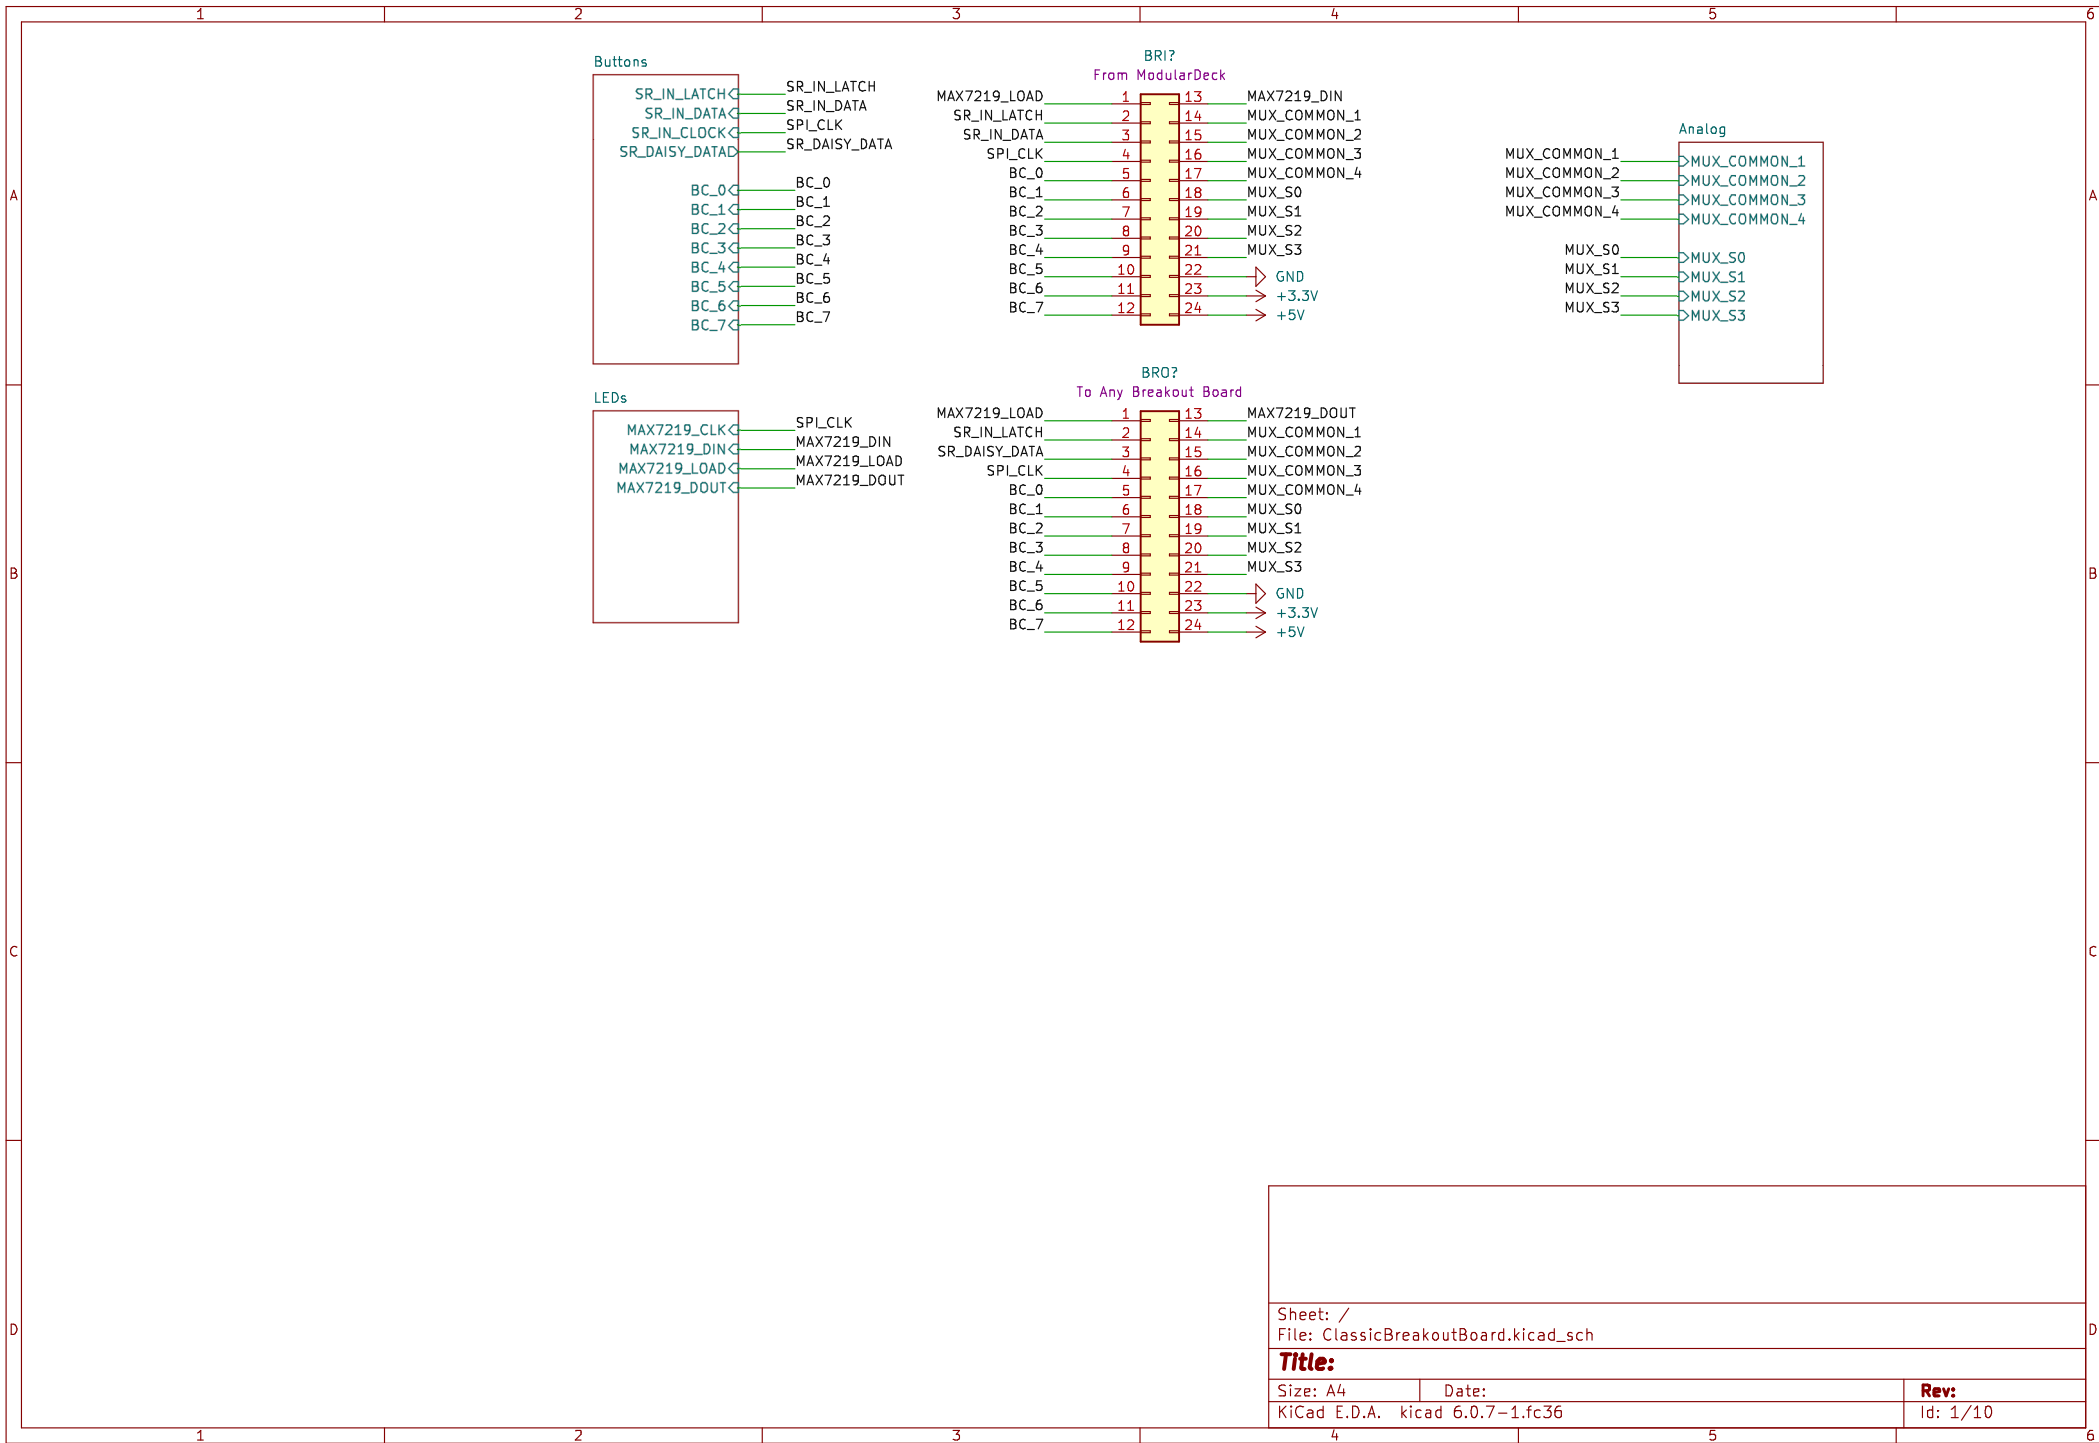 1 2 3 4 5 6
Buttons
SR_IN_LATCH SR_IN_LATCH
SR_IN_DATA SR_IN_DATA
SR_IN_CLOCK SPI_CLK
SR_DAISY_DATA SR_DAISY_DATA
BC_0 BC_0
BC_1 BC_1
BC_2 BC_2
BC_3 BC_3
BC_4 BC_4
BC_5 BC_5
BC_6 BC_6
BC_7 BC_7
BRI?
From ModularDeck
MAX7219_LOAD 1 13 MAX7219_DIN
SR_IN_LATCH 2 14 MUX_COMMON_1
SR_IN_DATA 3 15 MUX_COMMON_2
SPI_CLK 4 16 MUX_COMMON_3
BC_0 5 17 MUX_COMMON_4
BC_1 6 18 MUX_S0
BC_2 7 19 MUX_S1
BC_3 8 20 MUX_S2
BC_4 9 21 MUX_S3
BC_5 10 22 GND
BC_6 11 23 +3.3V
BC_7 12 24 +5V
Analog
MUX_COMMON_1 MUX_COMMON_1
MUX_COMMON_2 MUX_COMMON_2
MUX_COMMON_3 MUX_COMMON_3
MUX_COMMON_4 MUX_COMMON_4
MUX_S0 MUX_S0
MUX_S1 MUX_S1
MUX_S2 MUX_S2
MUX_S3 MUX_S3
A A
LEDs
MAX7219_CLK SPI_CLK
MAX7219_DIN MAX7219_DIN
MAX7219_LOAD MAX7219_LOAD
MAX7219_DOUT MAX7219_DOUT
BRO?
To Any Breakout Board
MAX7219_LOAD 1 13 MAX7219_DOUT
SR_IN_LATCH 2 14 MUX_COMMON_1
SR_DAISY_DATA 3 15 MUX_COMMON_2
SPI_CLK 4 16 MUX_COMMON_3
BC_0 5 17 MUX_COMMON_4
BC_1 6 18 MUX_S0
BC_2 7 19 MUX_S1
BC_3 8 20 MUX_S2
BC_4 9 21 MUX_S3
BC_5 10 22 GND
BC_6 11 23 +3.3V
BC_7 12 24 +5V
B B
C C
D D
Sheet: /
File: ClassicBreakoutBoard.kicad_sch
Title:
Size: A4 Date: Rev:
KiCad E.D.A. kicad 6.0.7-1.fc36 Id: 1/10
1 2 3 4 5 6